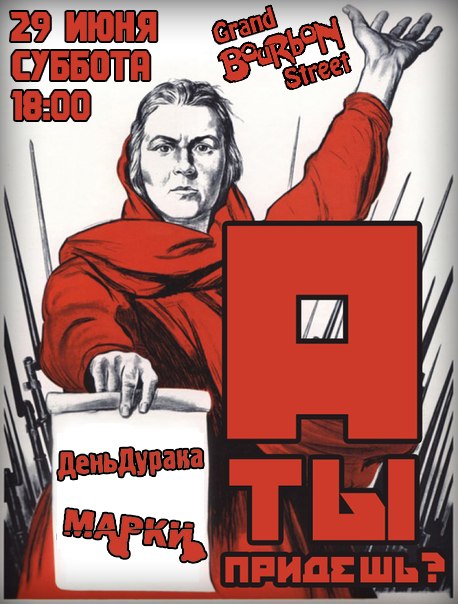 29 ИЮНЯ
СУББОТА
18:00
Grand
BOURBON
Street
А
ТЫ
ПРИДЕШЬ?
ДеньДурака
МАРКИ